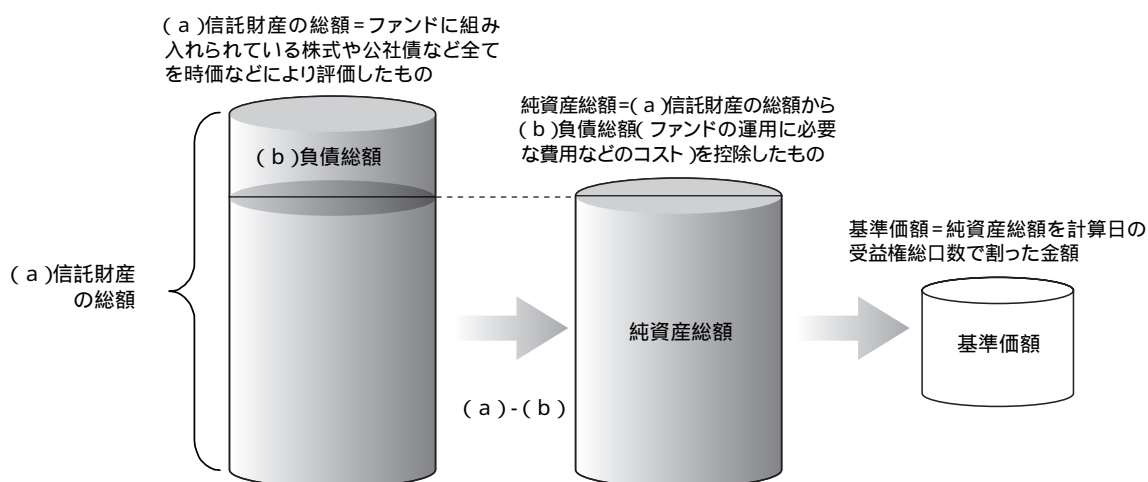 (a)信託財産の総額=ファンドに組み
入れられている株式や公社債など全て
を時価などにより評価したもの
純資産総額=(a)信託財産の総額から
(b)負債総額(ファンドの運用に必要
な費用などのコスト)を控除したもの
(b)負債総額
基準価額=純資産総額を計算日の
受益権総口数で割った金額
(a)信託財産
の総額
純資産総額
基準価額
(a)-(b)